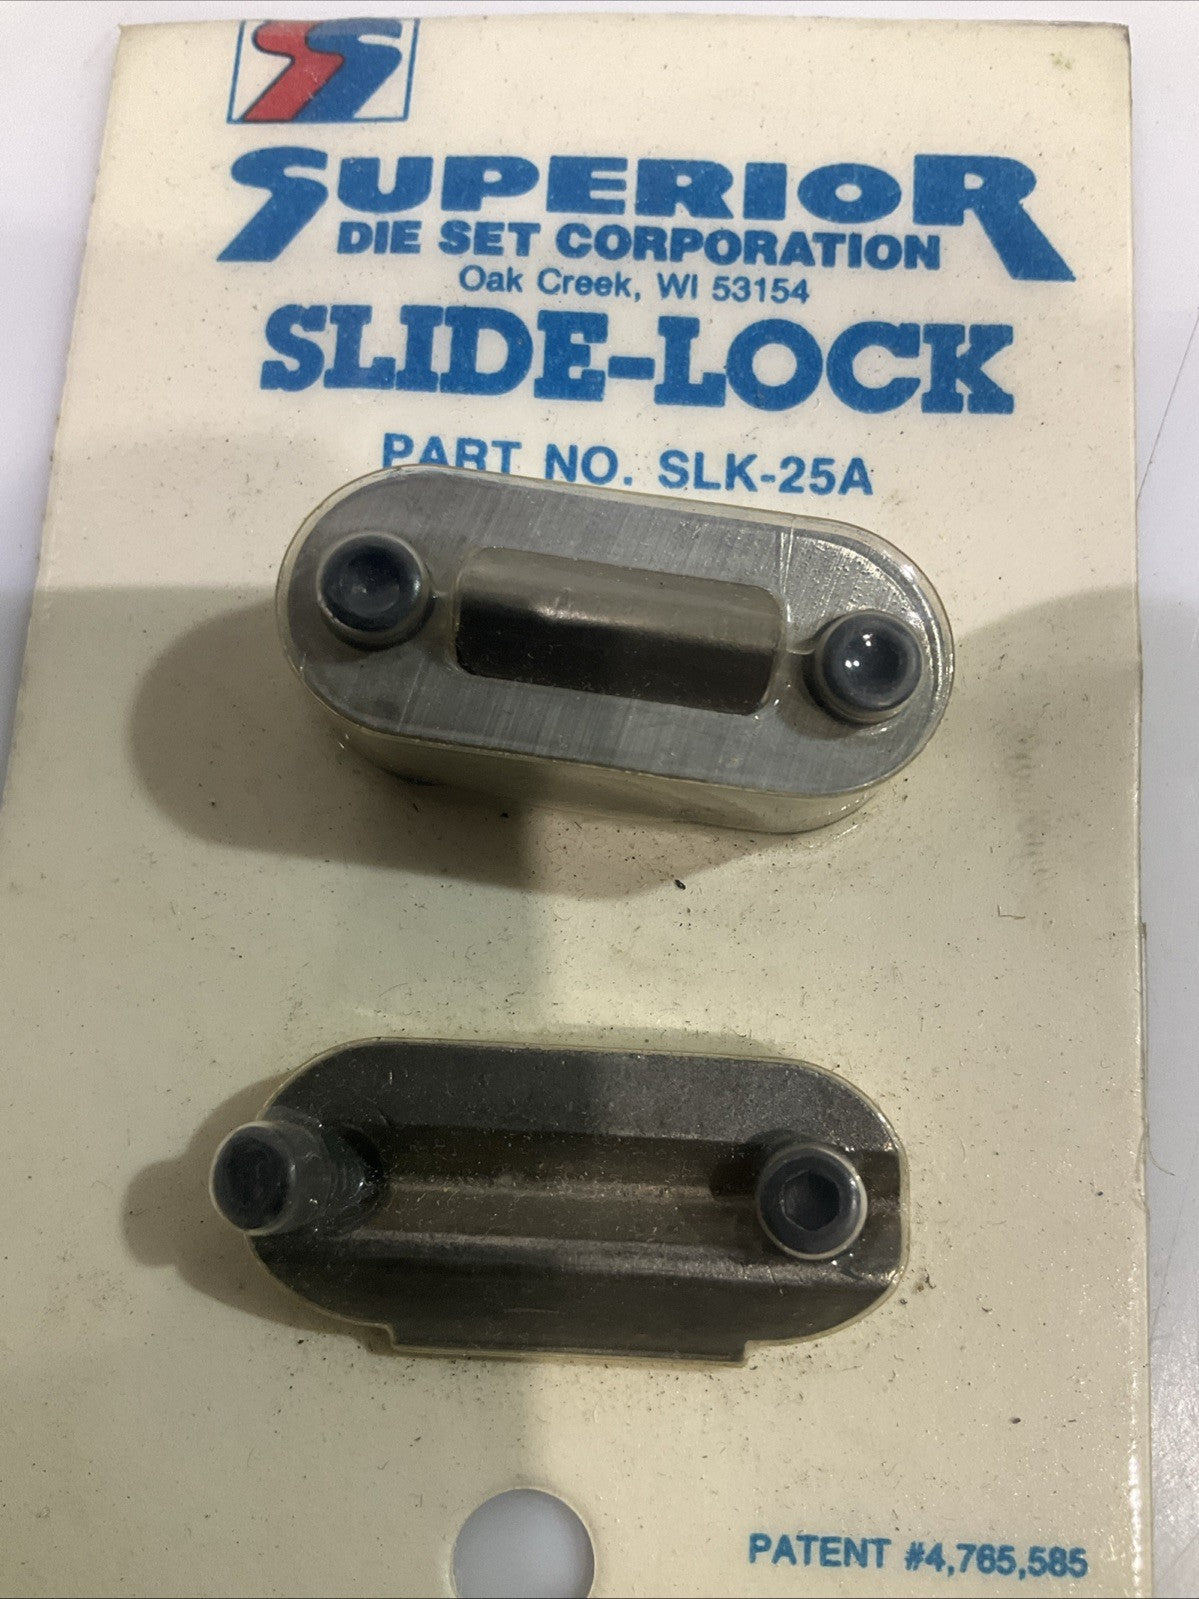 SUPERIOR
DIE SET CORPORATION
Oak Creek, WI 53154
SLIDE-LOCK
PART NO. SLK-25A
PATENT #4,765,585